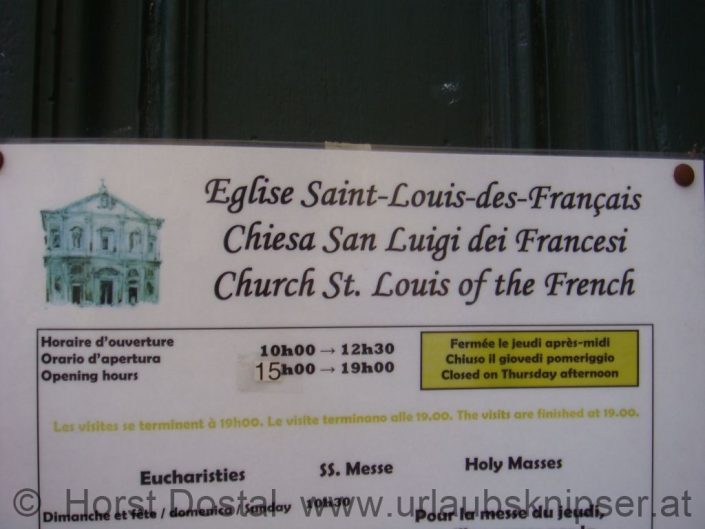 Eglise Saint-Louis-des-Français
Chiesa San Luigi dei Francesi
Church St. Louis of the French
Horaire d'ouverture
Orario d'apertura
Opening hours
10h00 → 12h30
15h00 → 19h00
Fermée le jeudi après-midi
Chiuso il giovedi pomeriggio
Closed on Thursday afternoon
Les visites se terminent à 19h00. Le visite terminano alle 19.00. The visits are finished at 19.00.
Eucharisties SS. Messe Holy Masses
Dimanche et fête / domenica / Sunday 10h30
Pour la messe du jeudi,
© Horst Dostal www.urlaubsknipser.at